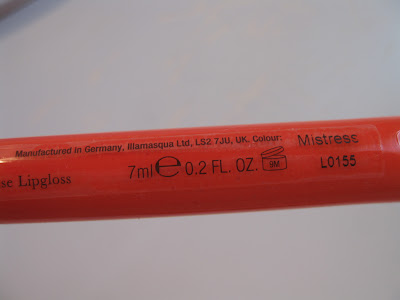 Manufactured in Germany, Illamasqua Ltd, LS2 7JU, UK. Colour: Mistress
7ml e 0.2 FL. OZ. 9M L0155
Lipgloss